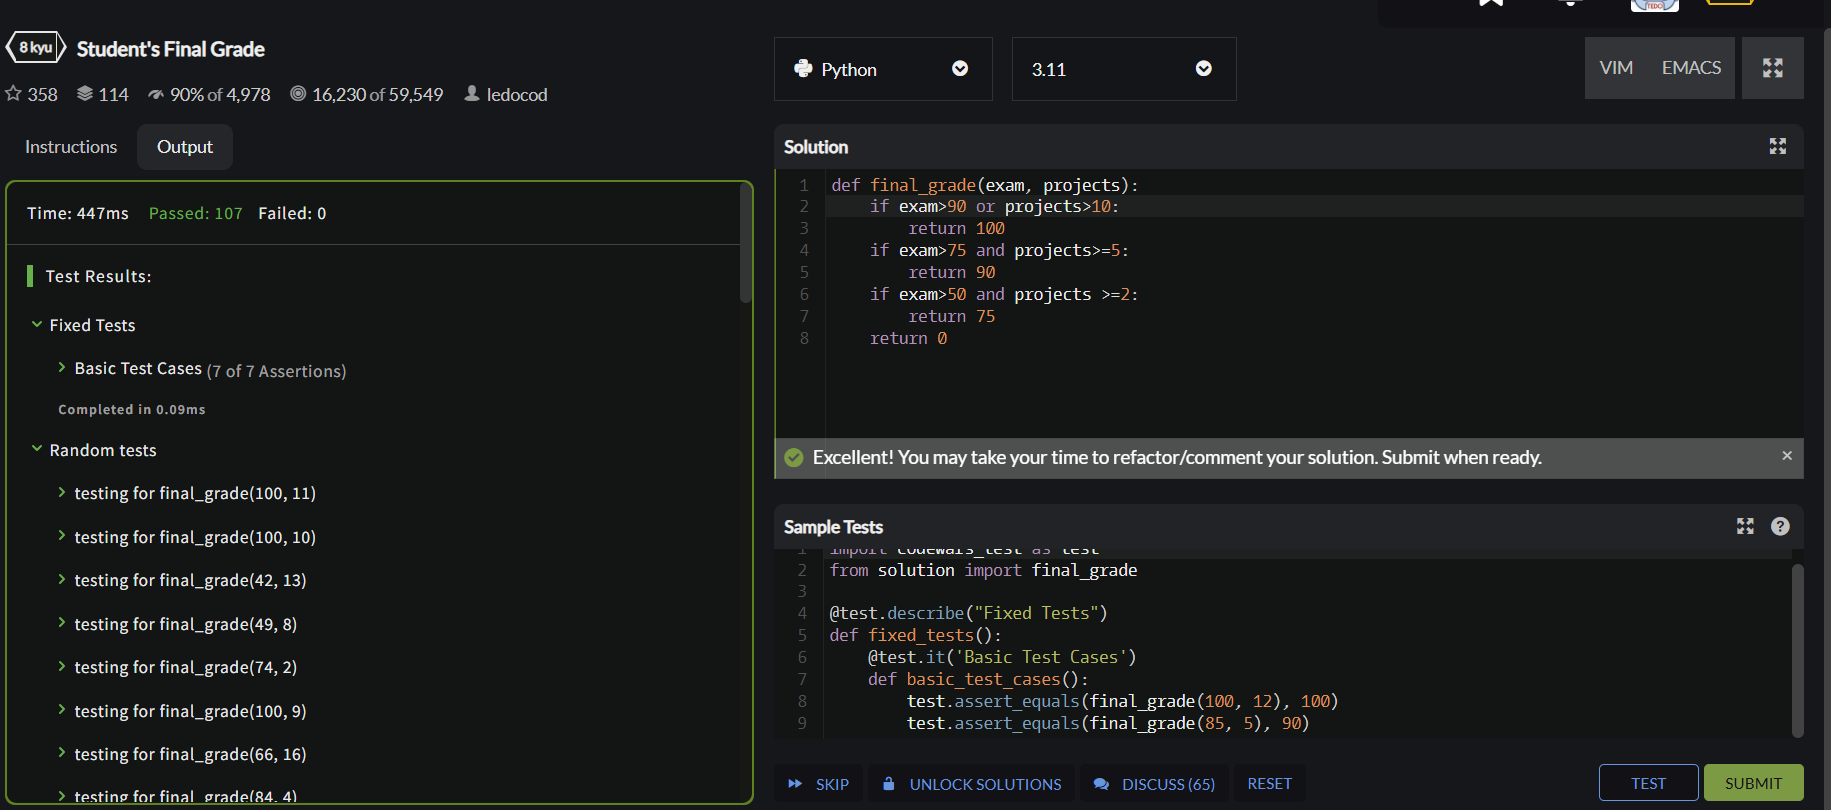 8 kyu Student's Final Grade
358 114 90% of 4,978 16,230 of 59,549 ledocod
Instructions Output
Time: 447ms Passed: 107 Failed: 0
Test Results:
Fixed Tests
Basic Test Cases (7 of 7 Assertions)
Completed in 0.09ms
Random tests
testing for final_grade(100, 11)
testing for final_grade(100, 10)
testing for final_grade(42, 13)
testing for final_grade(49, 8)
testing for final_grade(74, 2)
testing for final_grade(100, 9)
testing for final_grade(66, 16)
testing for final_grade(84, 4)
TEDO
Python 3.11 VIM EMACS
Solution
1 def final_grade(exam, projects):
2     if exam>90 or projects>10:
3         return 100
4     if exam>75 and projects>=5:
5         return 90
6     if exam>50 and projects >=2:
7         return 75
8     return 0
Excellent! You may take your time to refactor/comment your solution. Submit when ready. ×
Sample Tests ?
1 import codewars_test as test
2 from solution import final_grade
3
4 @test.describe("Fixed Tests")
5 def fixed_tests():
6     @test.it('Basic Test Cases')
7     def basic_test_cases():
8         test.assert_equals(final_grade(100, 12), 100)
9         test.assert_equals(final_grade(85, 5), 90)
SKIP UNLOCK SOLUTIONS DISCUSS (65) RESET TEST SUBMIT